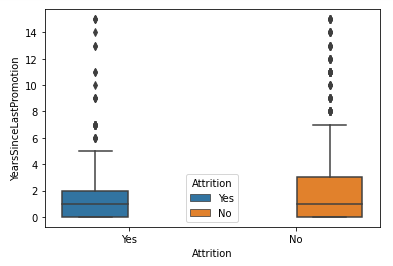 YearsSinceLastPromotion
14
12
10
8
6
4
2
0
Attrition
Yes
No
Yes
No
Attrition